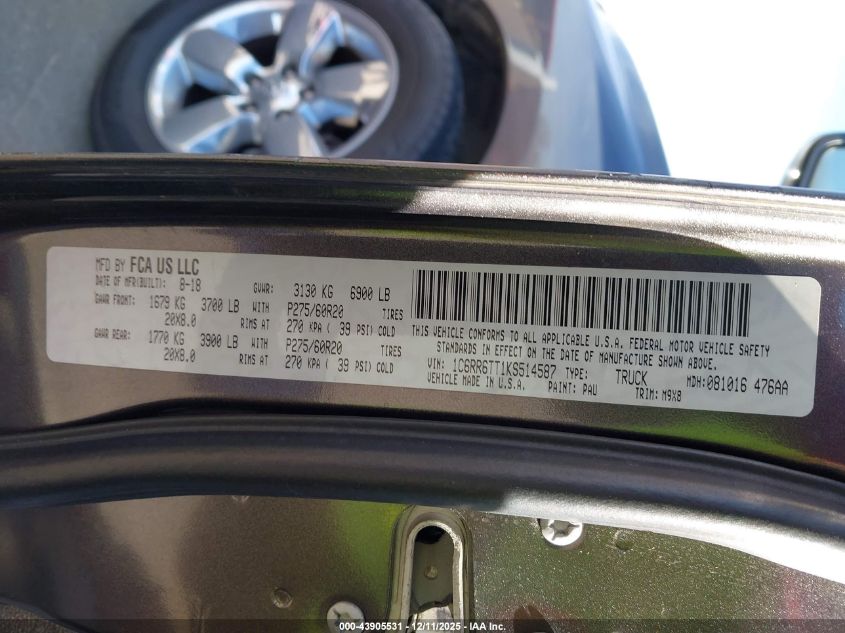 MFD BY FCA US LLC
DATE OF MFR(BUILT): 8-18 GVWR: 3130 KG 6900 LB
GAWR FRONT: 1679 KG 3700 LB WITH P275/60R20 TIRES
20X8.0 RIMS AT 270 KPA ( 39 PSI) COLD
GAWR REAR: 1770 KG 3900 LB WITH P275/60R20 TIRES
20X8.0 RIMS AT 270 KPA ( 39 PSI) COLD
THIS VEHICLE CONFORMS TO ALL APPLICABLE U.S.A. FEDERAL MOTOR VEHICLE SAFETY
STANDARDS IN EFFECT ON THE DATE OF MANUFACTURE SHOWN ABOVE.
VIN: 1C6RR6TT1KS514587 TYPE: TRUCK MDH: 081016 476AA
VEHICLE MADE IN U.S.A. PAINT: PAU TRIM: M9X8
000-43905531 - 12/11/2025 - IAA Inc.